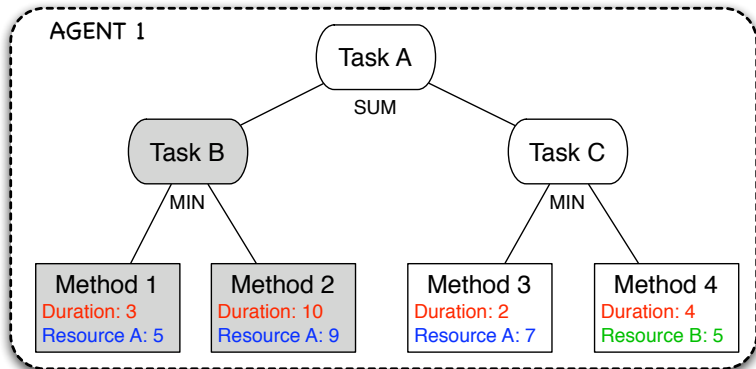 AGENT 1
Task A
SUM
Task B
Task C
MIN
MIN
Method 1
Duration: 3
Resource A: 5
Method 2
Duration: 10
Resource A: 9
Method 3
Duration: 2
Resource A: 7
Method 4
Duration: 4
Resource B: 5